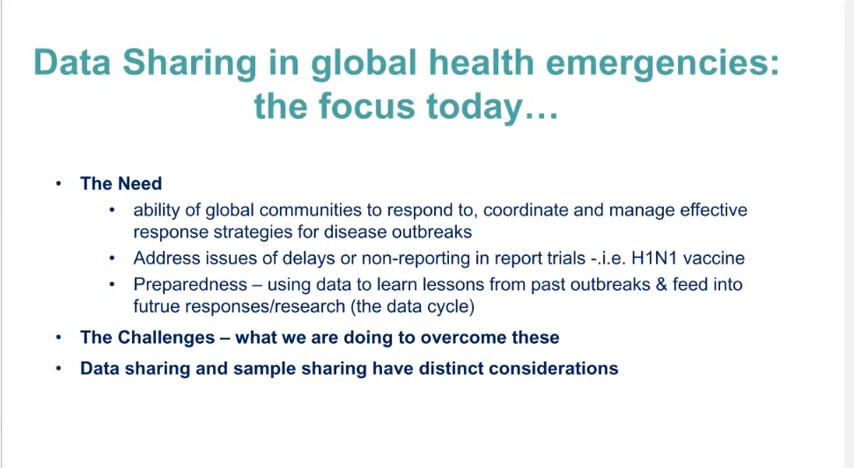 Data Sharing in global health emergencies:
the focus today…
• The Need
• ability of global communities to respond to, coordinate and manage effective
response strategies for disease outbreaks
• Address issues of delays or non-reporting in report trials -.i.e. H1N1 vaccine
• Preparedness – using data to learn lessons from past outbreaks & feed into
futrue responses/research (the data cycle)
• The Challenges – what we are doing to overcome these
• Data sharing and sample sharing have distinct considerations